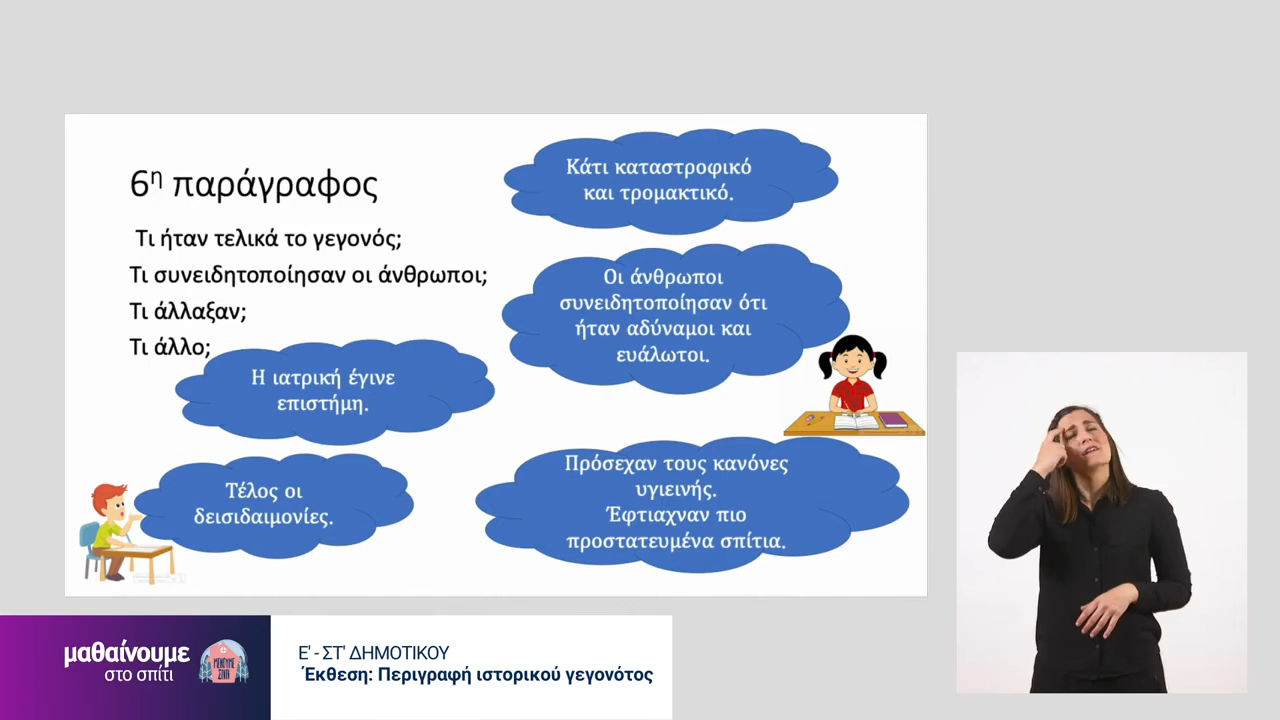 6η παράγραφος
Τι ήταν τελικά το γεγονός;
Τι συνειδητοποίησαν οι άνθρωποι;
Τι άλλαξαν;
Τι άλλο;
Κάτι καταστροφικό
και τρομακτικό.
Οι άνθρωποι
συνειδητοποίησαν ότι
ήταν αδύναμοι και
ευάλωτοι.
Η ιατρική έγινε
επιστήμη.
Τέλος οι
δεισιδαιμονίες.
Πρόσεχαν τους κανόνες
υγιεινής.
Έφτιαχναν πιο
προστατευμένα σπίτια.
μαθαίνουμε
στο σπίτι
ΜΕΝΟΥΜΕ
ΣΠΙΤΙ
Ε' - ΣΤ' ΔΗΜΟΤΙΚΟΥ
Έκθεση: Περιγραφή ιστορικού γεγονότος